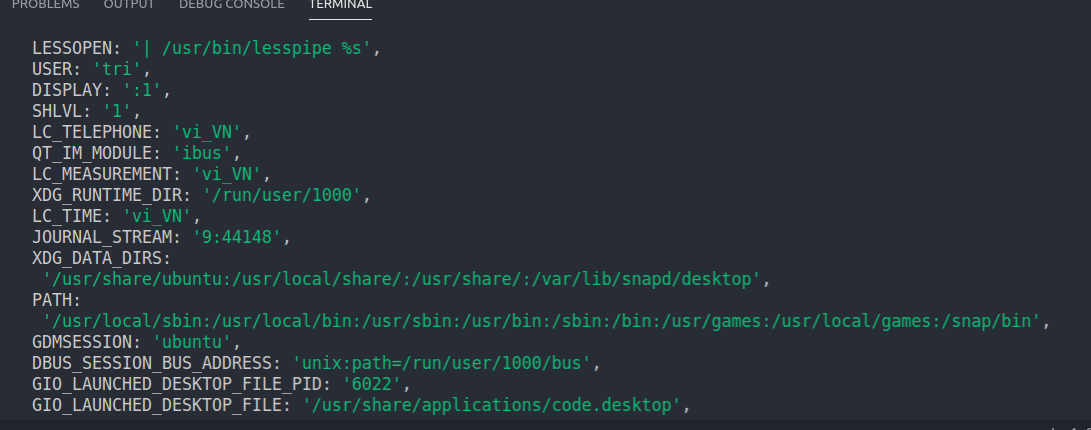 PROBLEMS OUTPUT DEBUG CONSOLE TERMINAL
LESSOPEN: '| /usr/bin/lesspipe %s',
USER: 'tri',
DISPLAY: ':1',
SHLVL: '1',
LC_TELEPHONE: 'vi_VN',
QT_IM_MODULE: 'ibus',
LC_MEASUREMENT: 'vi_VN',
XDG_RUNTIME_DIR: '/run/user/1000',
LC_TIME: 'vi_VN',
JOURNAL_STREAM: '9:44148',
XDG_DATA_DIRS:
'/usr/share/ubuntu:/usr/local/share/:/usr/share/:/var/lib/snapd/desktop',
PATH:
'/usr/local/sbin:/usr/local/bin:/usr/sbin:/usr/bin:/sbin:/bin:/usr/games:/usr/local/games:/snap/bin',
GDMSESSION: 'ubuntu',
DBUS_SESSION_BUS_ADDRESS: 'unix:path=/run/user/1000/bus',
GIO_LAUNCHED_DESKTOP_FILE_PID: '6022',
GIO_LAUNCHED_DESKTOP_FILE: '/usr/share/applications/code.desktop',